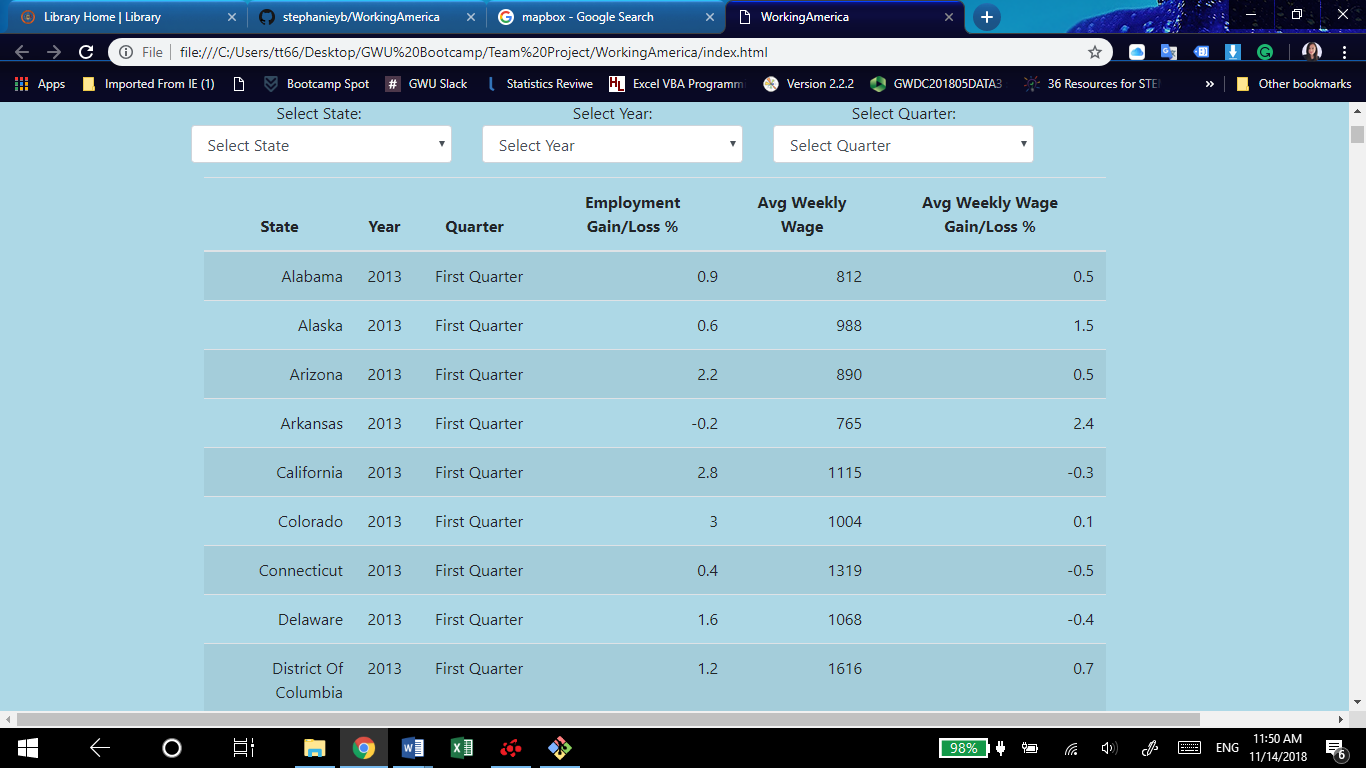 Library Home | Library
stephanieyb/WorkingAmerica
mapbox - Google Search
WorkingAmerica
File file:///C:/Users/tt66/Desktop/GWU%20Bootcamp/Team%20Project/WorkingAmerica/index.html
Apps Imported From IE (1) Bootcamp Spot GWU Slack Statistics Reviwe Excel VBA Programm Version 2.2.2 GWDC201805DATA3 36 Resources for STE » Other bookmarks
Select State: Select Year: Select Quarter:
Select State Select Year Select Quarter
Employment Avg Weekly Avg Weekly Wage
State Year Quarter Gain/Loss % Wage Gain/Loss %
Alabama 2013 First Quarter 0.9 812 0.5
Alaska 2013 First Quarter 0.6 988 1.5
Arizona 2013 First Quarter 2.2 890 0.5
Arkansas 2013 First Quarter -0.2 765 2.4
California 2013 First Quarter 2.8 1115 -0.3
Colorado 2013 First Quarter 3 1004 0.1
Connecticut 2013 First Quarter 0.4 1319 -0.5
Delaware 2013 First Quarter 1.6 1068 -0.4
District Of 2013 First Quarter 1.2 1616 0.7
Columbia
98% ENG 11:50 AM
11/14/2018 6